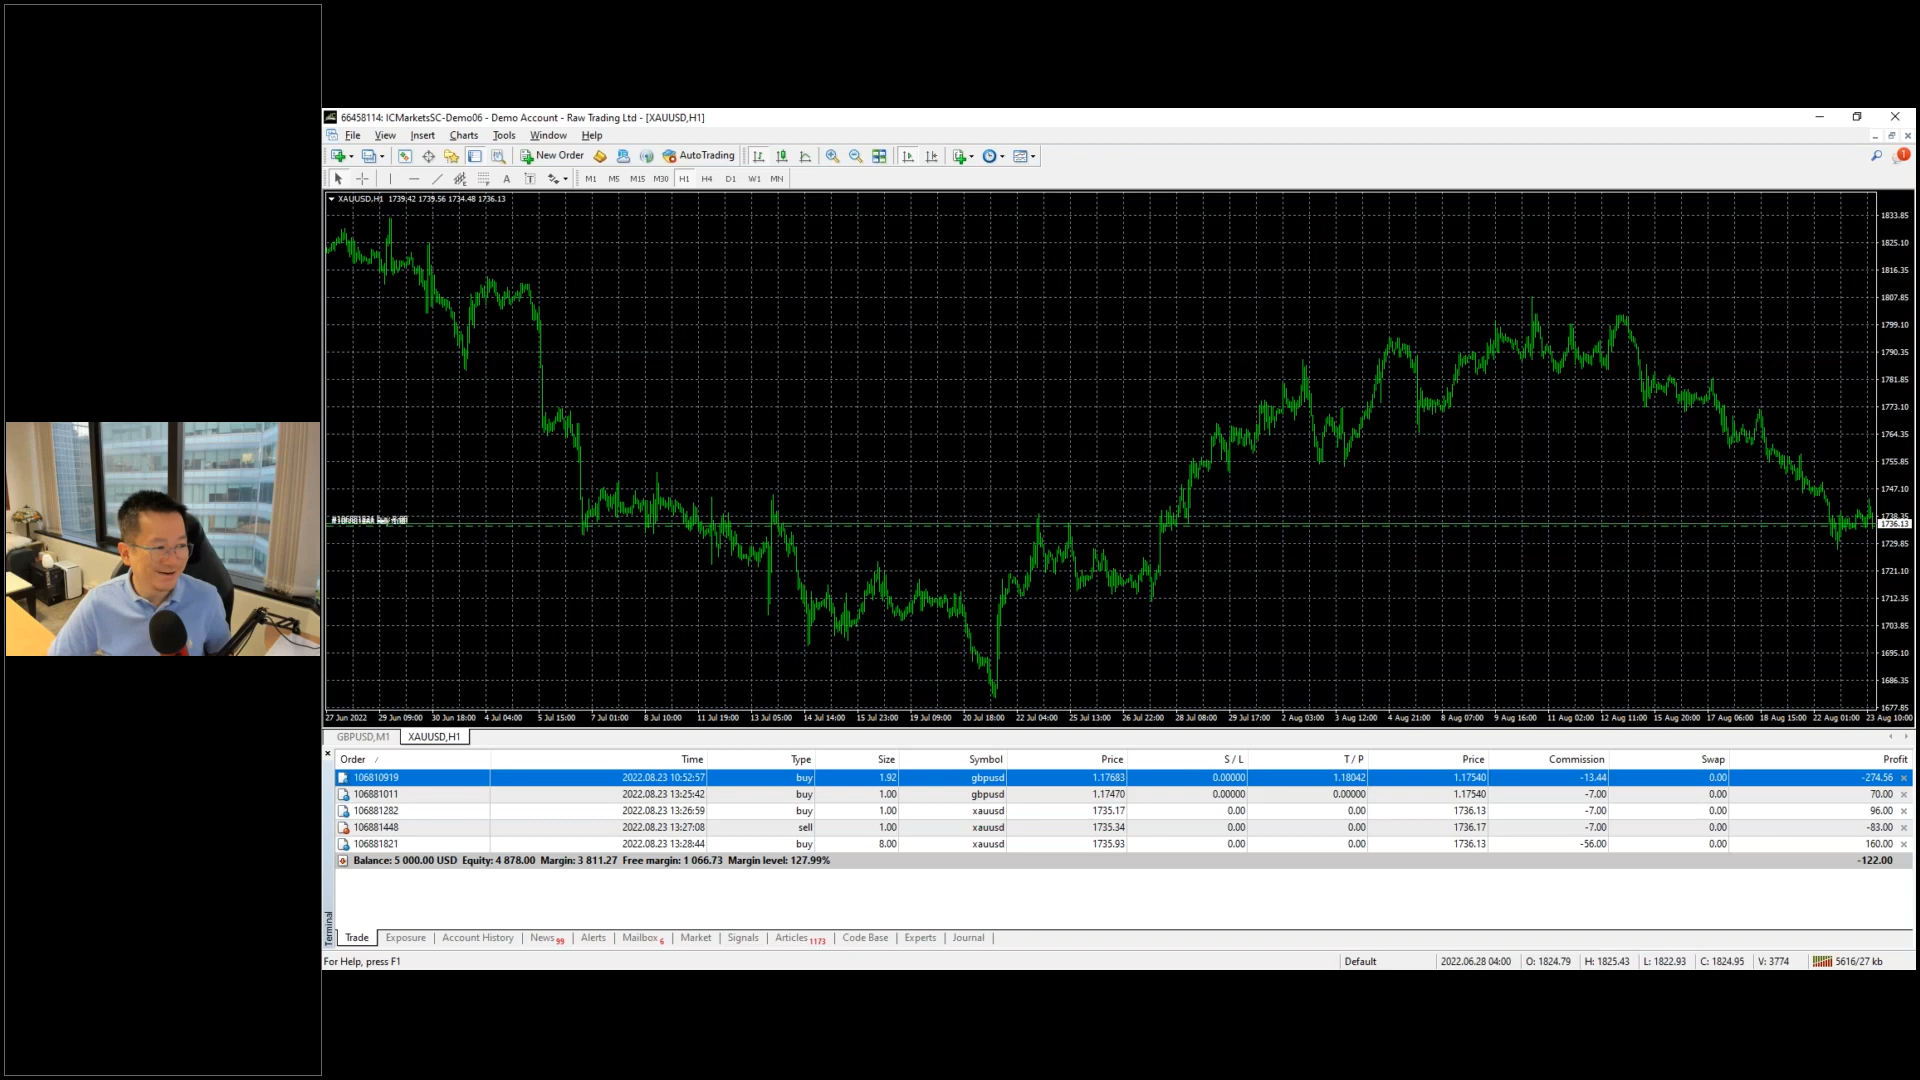 66458114: ICMarketsSC-Demo06 - Demo Account - Raw Trading Ltd - [XAUUSD,H1]
File View Insert Charts Tools Window Help
New Order AutoTrading 1
A T M1 M5 M15 M30 H1 H4 D1 W1 MN
XAUUSD,H1 1739.42 1739.56 1734.48 1736.13
1833.85
1825.10
1816.35
1807.85
1799.10
1790.35
1781.85
1773.10
1764.35
1755.85
1747.10
1738.35
1736.13
1729.85
1721.10
1712.35
1703.85
1695.10
1686.35
1677.85
27 Jun 2022 29 Jun 09:00 30 Jun 18:00 4 Jul 04:00 5 Jul 15:00 7 Jul 01:00 8 Jul 10:00 11 Jul 19:00 13 Jul 05:00 14 Jul 14:00 15 Jul 23:00 19 Jul 09:00 20 Jul 18:00 22 Jul 04:00 25 Jul 13:00 26 Jul 22:00 28 Jul 08:00 29 Jul 17:00 2 Aug 03:00 3 Aug 12:00 4 Aug 21:00 8 Aug 07:00 9 Aug 16:00 11 Aug 02:00 12 Aug 11:00 15 Aug 20:00 17 Aug 06:00 18 Aug 15:00 22 Aug 01:00 23 Aug 10:00
GBPUSD,M1 XAUUSD,H1
Order / Time Type Size Symbol Price S / L T / P Price Commission Swap Profit
106810919 2022.08.23 10:52:57 buy 1.92 gbpusd 1.17683 0.00000 1.18042 1.17540 -13.44 0.00 -274.56
106881011 2022.08.23 13:25:42 buy 1.00 gbpusd 1.17470 0.00000 0.00000 1.17540 -7.00 0.00 70.00
106881282 2022.08.23 13:26:59 buy 1.00 xauusd 1735.17 0.00 0.00 1736.13 -7.00 0.00 96.00
106881448 2022.08.23 13:27:08 sell 1.00 xauusd 1735.34 0.00 0.00 1736.17 -7.00 0.00 -83.00
106881821 2022.08.23 13:28:44 buy 8.00 xauusd 1735.93 0.00 0.00 1736.13 -56.00 0.00 160.00
Balance: 5 000.00 USD Equity: 4 878.00 Margin: 3 811.27 Free margin: 1 066.73 Margin level: 127.99% -122.00
Terminal
Trade Exposure Account History News 99 Alerts Mailbox 6 Market Signals Articles 1173 Code Base Experts Journal
For Help, press F1 Default 2022.06.28 04:00 O: 1824.79 H: 1825.43 L: 1822.93 C: 1824.95 V: 3774 5616/27 kb